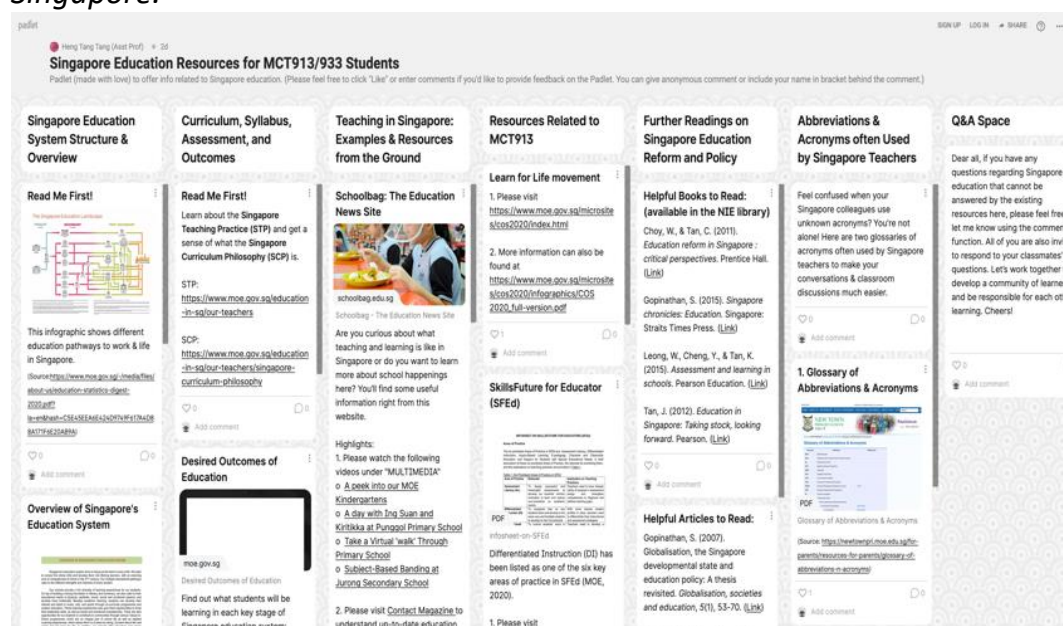 Singapore.
padlet
SIGN UP LOG IN SHARE
Heng Tang Tang (Asst Prof) + 2d
Singapore Education Resources for MCT913/933 Students
Padlet (made with love) to offer info related to Singapore education. (Please feel free to click "Like" or enter comments if you'd like to provide feedback on the Padlet. You can give anonymous comment or include your name in bracket behind the comment.)
Singapore Education
System Structure &
Overview
Read Me First!
This infographic shows different
education pathways to work & life
in Singapore.
Add comment
Overview of Singapore's
Education System
Curriculum, Syllabus,
Assessment, and
Outcomes
Read Me First!
Learn about the Singapore
Teaching Practice (STP) and get a
sense of what the Singapore
Curriculum Philosophy (SCP) is.
STP:
https://www.moe.gov.sg/education
-in-sg/our-teachers
SCP:
https://www.moe.gov.sg/education
-in-sg/our-teachers/singapore-
curriculum-philosophy
0 0
Add comment
Desired Outcomes of
Education
moe.gov.sg
Desired Outcomes of Education
Find out what students will be
learning in each key stage of
Singapore education system:
Teaching in Singapore:
Examples & Resources
from the Ground
Schoolbag: The Education
News Site
schoolbag.edu.sg
Schoolbag - The Education News Site
Are you curious about what
teaching and learning is like in
Singapore or do you want to learn
more about school happenings
here? You'll find some useful
information right from this
website.
Highlights:
1. Please watch the following
videos under "MULTIMEDIA"
o A peek into our MOE
Kindergartens
o A day with Ing Suan and
Kiritikka at Punggol Primary School
o Take a Virtual 'walk' Through
Primary School
o Subject-Based Banding at
Jurong Secondary School
2. Please visit Contact Magazine to
understand up-to-date education
Resources Related to
MCT913
Learn for Life movement
1. Please visit
https://www.moe.gov.sg/microsite
s/cos2020/index.html
2. More information can also be
found at
https://www.moe.gov.sg/microsite
s/cos2020/infographics/COS
2020_full-version.pdf
1 0
Add comment
SkillsFuture for Educator
(SFEd)
PDF
infosheet-on-SFEd
Differentiated Instruction (DI) has
been listed as one of the six key
areas of practice in SFEd (MOE,
2020).
1. Please visit
Further Readings on
Singapore Education
Reform and Policy
Helpful Books to Read:
(available in the NIE library)
Choy, W., & Tan, C. (2011).
Education reform in Singapore :
critical perspectives. Prentice Hall.
(Link)
Gopinathan, S. (2015). Singapore
chronicles: Education. Singapore:
Straits Times Press. (Link)
Leong, W., Cheng, Y., & Tan, K.
(2015). Assessment and learning in
schools. Pearson Education. (Link)
Tan, J. (2012). Education in
Singapore: Taking stock, looking
forward. Pearson. (Link)
0 0
Add comment
Helpful Articles to Read:
Gopinathan, S. (2007).
Globalisation, the Singapore
developmental state and
education policy: A thesis
revisited. Globalisation, societies
and education, 5(1), 53-70. (Link)
Abbreviations &
Acronyms often Used
by Singapore Teachers
Feel confused when your
Singapore colleagues use
unknown acronyms? You're not
alone! Here are two glossaries of
acronyms often used by Singapore
teachers to make your
conversations & classroom
discussions much easier.
0 0
Add comment
1. Glossary of
Abbreviations & Acronyms
PDF
Glossary of Abbreviations & Acronyms
(Source: https://newtownpri.moe.edu.sg/for-
parents/resources-for-parents/glossary-of-
abbreviations-n-acronyms)
1 0
Add comment
Q&A Space
Dear all, if you have any
questions regarding Singapore
education that cannot be
answered by the existing
resources here, please feel free
let me know using the commen
function. All of you are also invi
to respond to your classmates'
questions. Let's work together
develop a community of learne
and be responsible for each ot
learning. Cheers!
0
Add comment